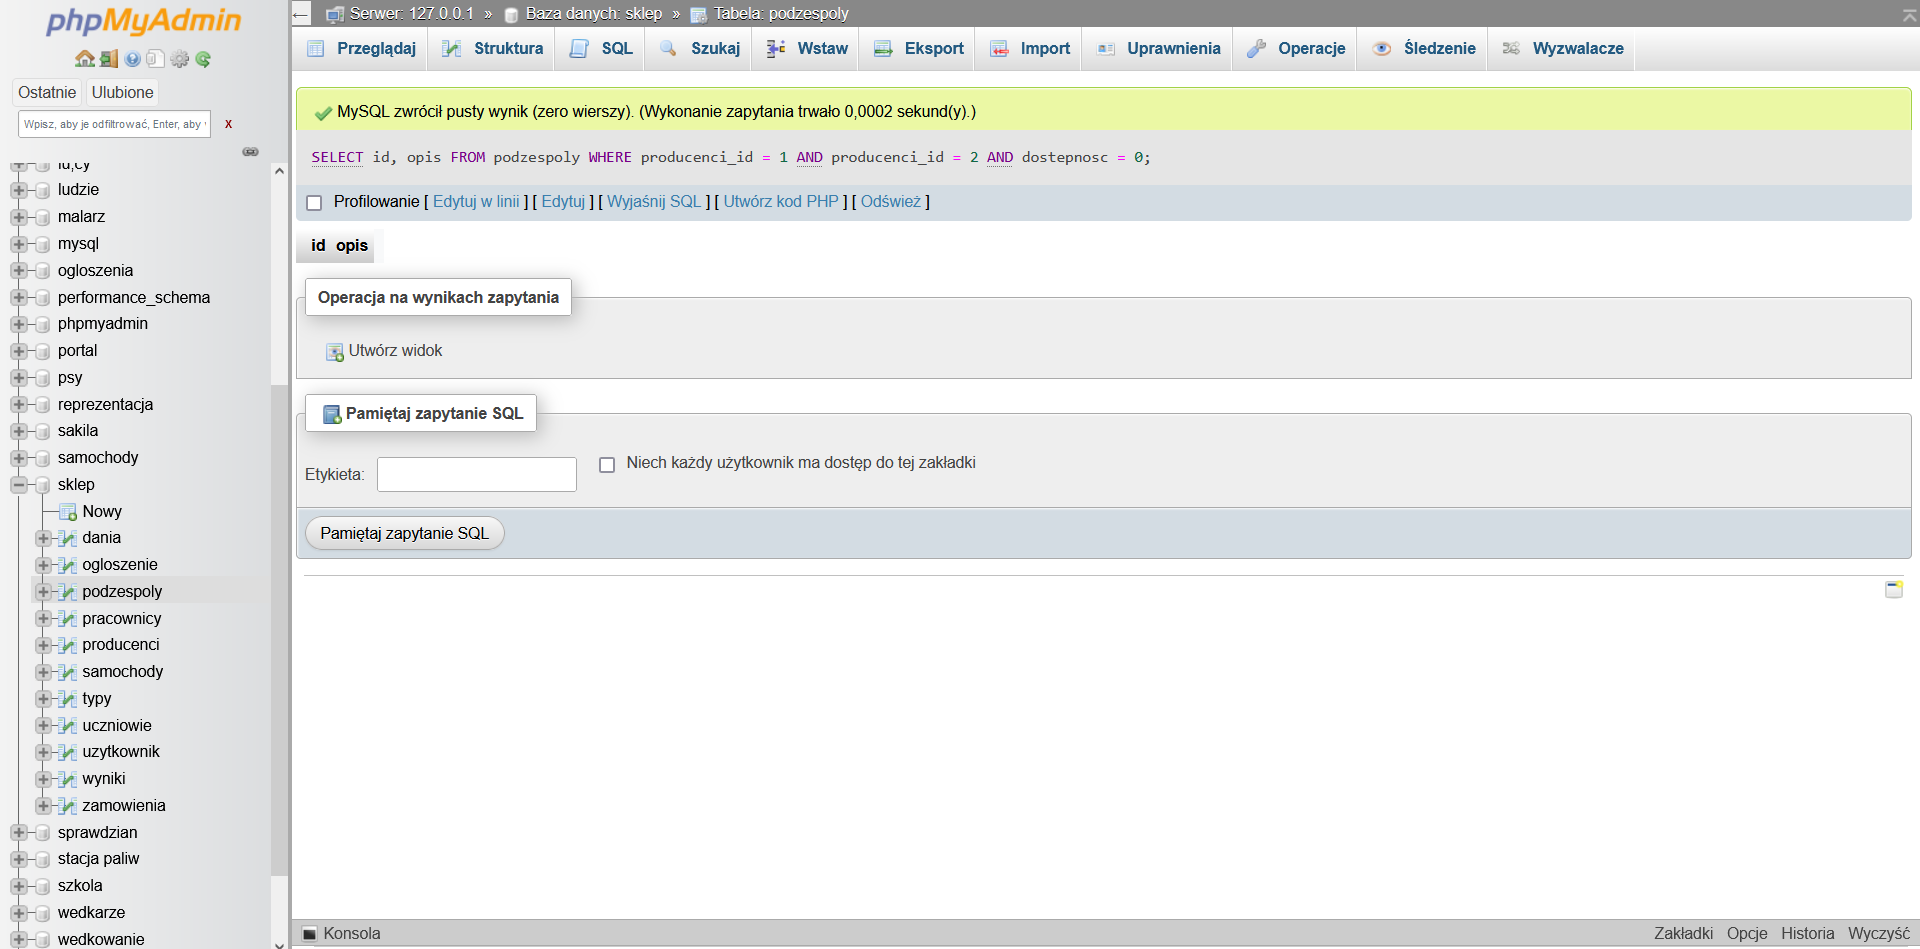 phpMyAdmin
Ostatnie Ulubione
Wpisz, aby je odfiltrować, Enter, aby
X
ludzie
malarz
mysql
ogloszenia
performance_schema
phpmyadmin
portal
psy
reprezentacja
sakila
samochody
sklep
Nowy
dania
ogloszenie
podzespoly
pracownicy
producenci
samochody
typy
uczniowie
uzytkownik
wyniki
zamowienia
sprawdzian
stacja paliw
szkola
wedkarze
wedkowanie
Serwer: 127.0.0.1 » Baza danych: sklep » Tabela: podzespoly
Przeglądaj Struktura SQL Szukaj Wstaw Eksport Import Uprawnienia Operacje Śledzenie Wyzwalacze
MySQL zwrócił pusty wynik (zero wierszy). (Wykonanie zapytania trwało 0,0002 sekund(y).)
SELECT id, opis FROM podzespoly WHERE producenci_id = 1 AND producenci_id = 2 AND dostepnosc = 0;
Profilowanie [ Edytuj w linii ] [ Edytuj ] [ Wyjaśnij SQL ] [ Utwórz kod PHP ] [ Odśwież ]
id opis
Operacja na wynikach zapytania
Utwórz widok
Pamiętaj zapytanie SQL
Etykieta:
Niech każdy użytkownik ma dostęp do tej zakładki
Pamiętaj zapytanie SQL
Konsola
Zakładki Opcje Historia Wyczyść